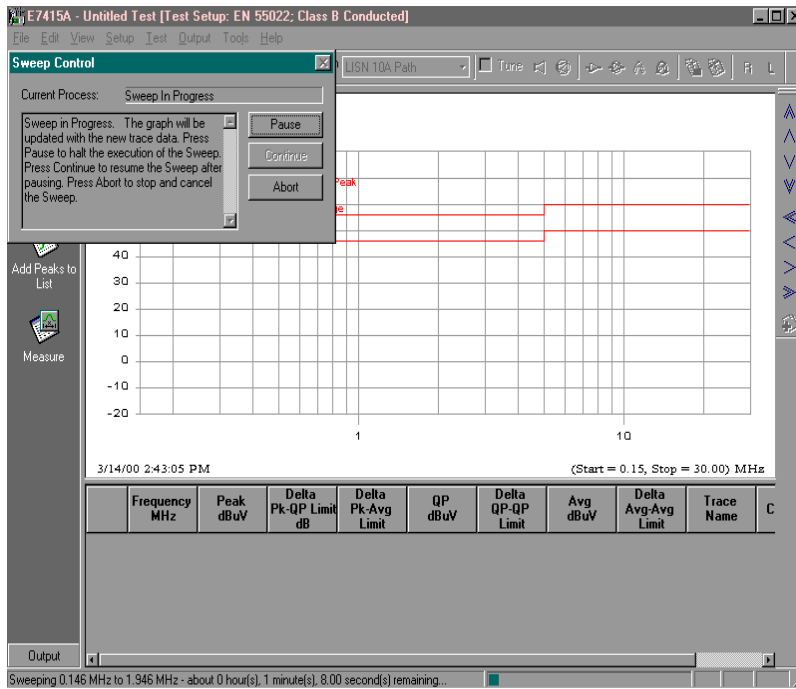 E7415A - Untitled Test [Test Setup: EN 55022; Class B Conducted]
File Edit View Setup Test Output Tools Help
Sweep Control
LISN 10A Path
Tune
R L
Current Process:
Sweep In Progress
Sweep in Progress. The graph will be
updated with the new trace data. Press
Pause to halt the execution of the Sweep.
Press Continue to resume the Sweep after
pausing. Press Abort to stop and cancel
the Sweep.
Pause
Continue
Abort
Peak
Add Peaks to
List
Measure
40
30
20
10
0
-10
-20
1
10
3/14/00 2:43:05 PM
(Start = 0.15, Stop = 30.00) MHz
Frequency
MHz
Peak
dBuV
Delta
Pk-QP Limit
dB
Delta
Pk-Avg
Limit
QP
dBuV
Delta
QP-QP
Limit
Avg
dBuV
Delta
Avg-Avg
Limit
Trace
Name
C
Output
Sweeping 0.146 MHz to 1.946 MHz - about 0 hour(s), 1 minute(s), 8.00 second(s) remaining...